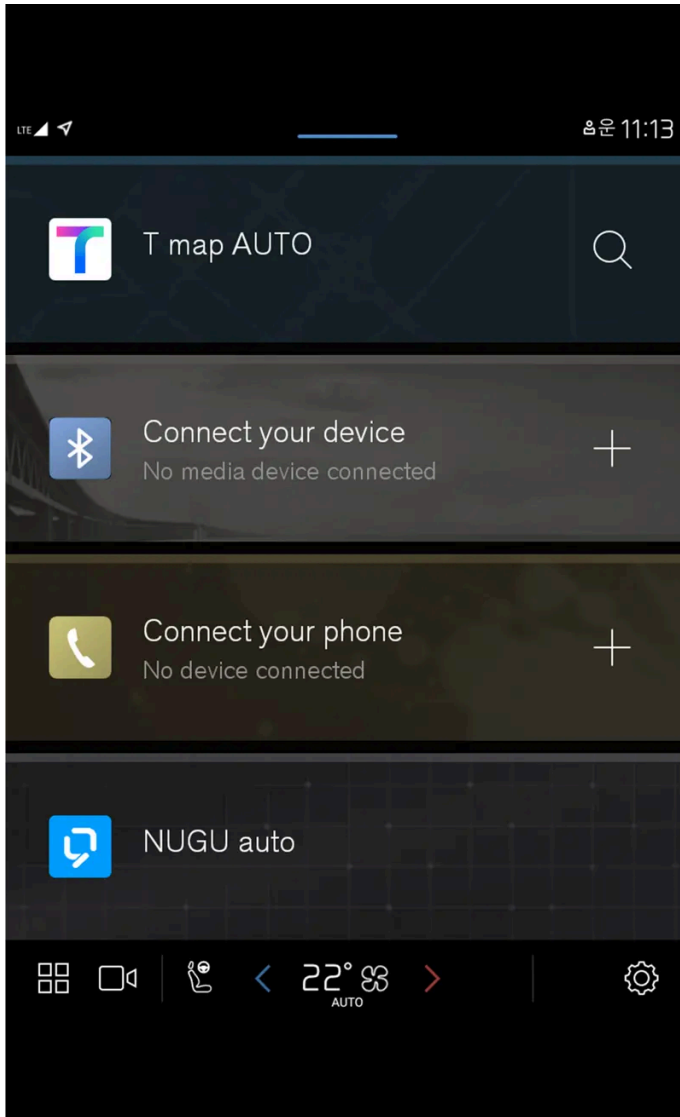 LTE
운 11:13
T map AUTO
Connect your device
No media device connected
Connect your phone
No device connected
NUGU auto
22°
AUTO